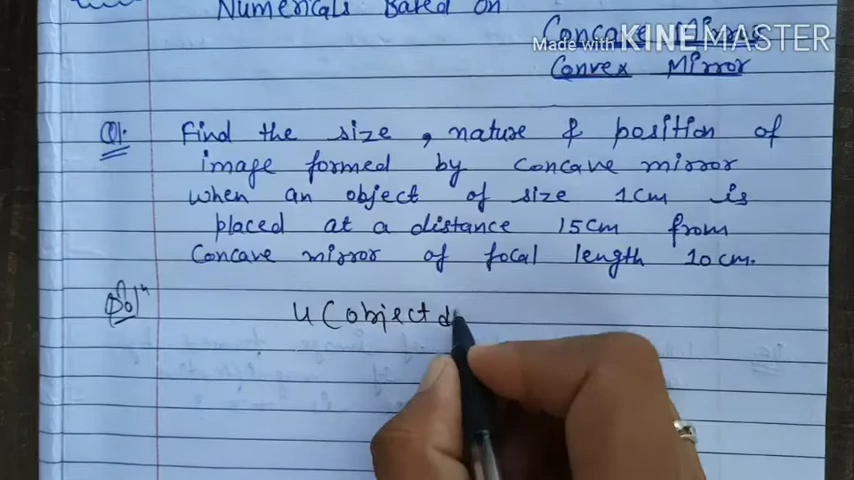 Numericals Based on
Concave Mirror
Made with KINEMASTER
Convex Mirror
Q1. Find the size, nature & position of
image formed by concave mirror
when an object of size 1cm is
placed at a distance 15cm from
Concave mirror of focal length 10cm.
Solⁿ u (object d